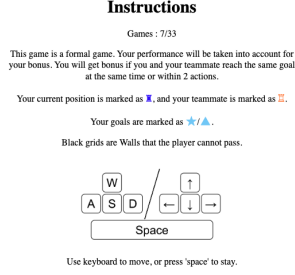 Instructions
Games : 7/33
This game is a formal game. Your performance will be taken into account for
your bonus. You will get bonus if you and your teammate reach the same goal
at the same time or within 2 actions.
Your current position is marked as ♜, and your teammate is marked as ♖.
Your goals are marked as ★/▲.
Black grids are Walls that the player cannot pass.
W / ↑
A S D ← ↓ →
Space
Use keyboard to move, or press 'space' to stay.